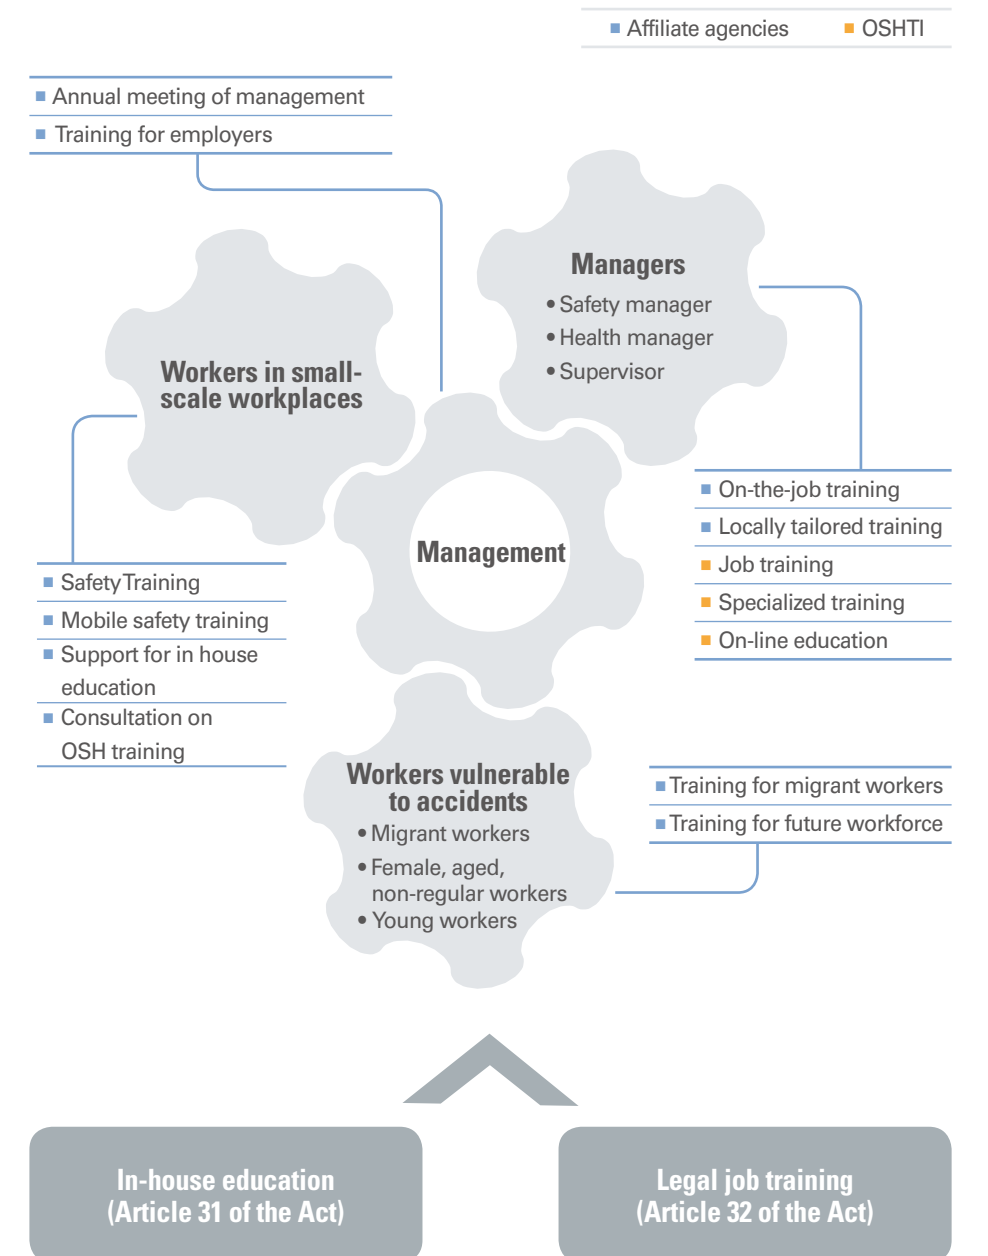 Affiliate agencies
OSHTI
Annual meeting of management
Training for employers
Managers
• Safety manager
• Health manager
• Supervisor
Workers in small-
scale workplaces
Management
On-the-job training
Locally tailored training
Job training
Specialized training
On-line education
Safety Training
Mobile safety training
Support for in house
education
Consultation on
OSH training
Workers vulnerable
to accidents
• Migrant workers
• Female, aged,
non-regular workers
• Young workers
Training for migrant workers
Training for future workforce
In-house education
(Article 31 of the Act)
Legal job training
(Article 32 of the Act)